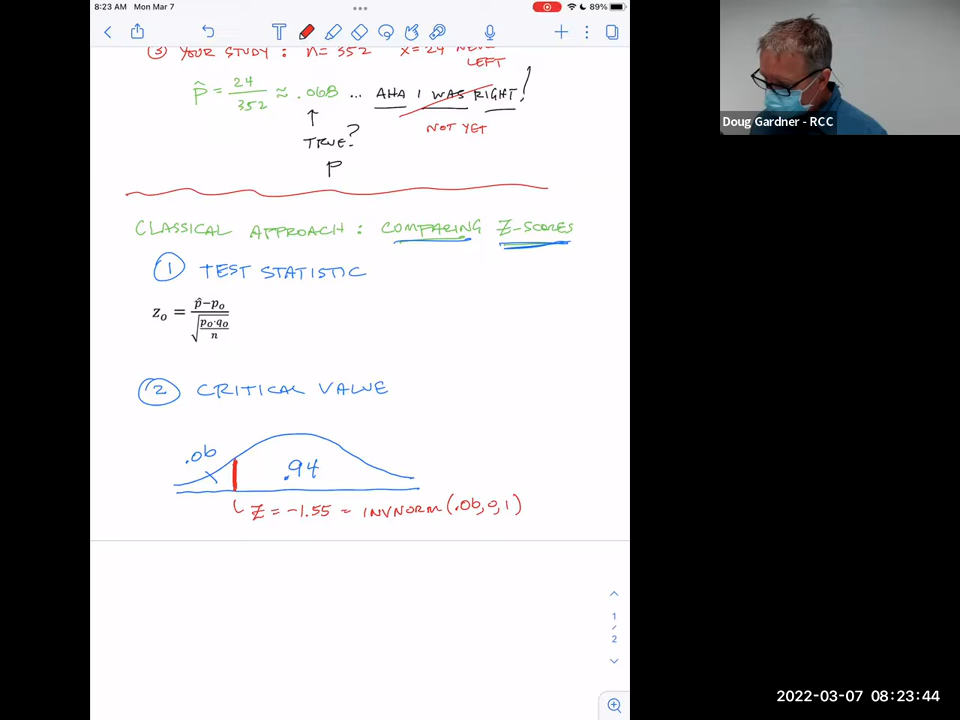 8:23 AM Mon Mar 7
89%
③ YOUR STUDY : n = 352 x = 24 NEVER
LEFT
p̂ = 24/352 ≈ .068 ... AHA I WAS RIGHT!
NOT YET
TRUE?
P
CLASSICAL APPROACH : COMPARING Z-SCORES
① TEST STATISTIC
z₀ = (p̂−p₀)/√(p₀·q₀/n)
② CRITICAL VALUE
.06
.94
Z = -1.55 = INVNORM(.06,0,1)
1
/
2
Doug Gardner - RCC
2022-03-07 08:23:44